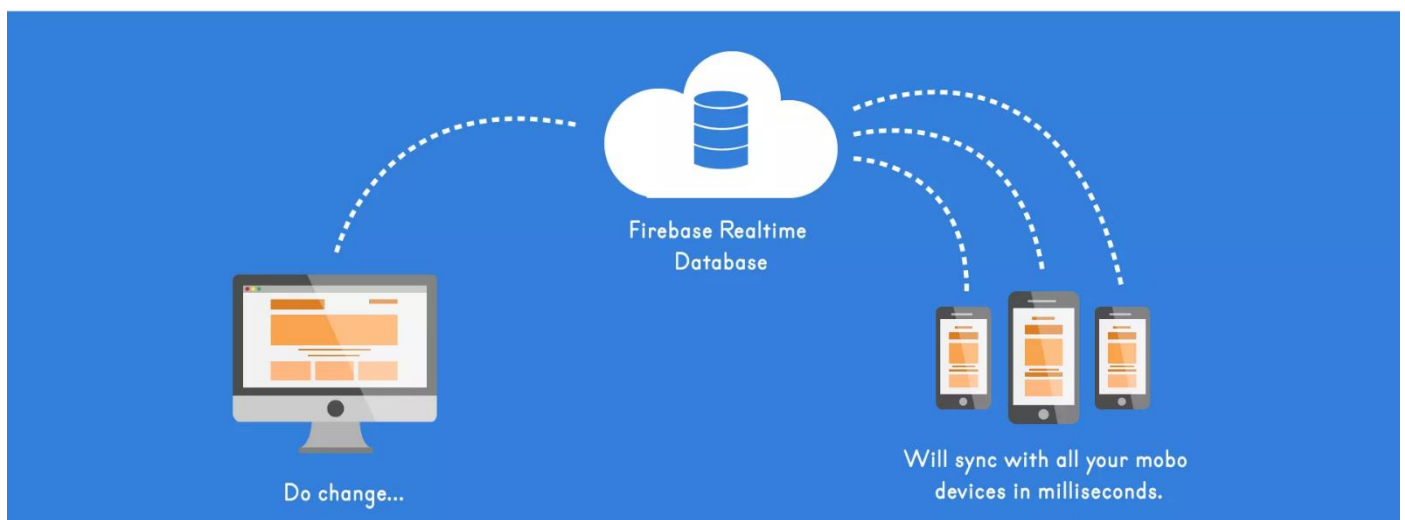 Firebase Realtime
Database
Do change...
Will sync with all your mobo
devices in milliseconds.